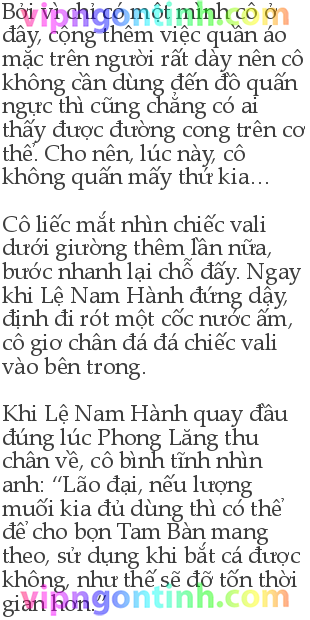 vipngontinh.com
Bởi vì chỉ có một mình cô ở
đây, cộng thêm việc quần áo
mặc trên người rất dày nên cô
không cần dùng đến đồ quấn
ngực thì cũng chẳng có ai
thấy được đường cong trên cơ
thể. Cho nên, lúc này, cô
không quấn mấy thứ kia...
Cô liếc mắt nhìn chiếc vali
dưới giường thêm lần nữa,
bước nhanh lại chỗ đấy. Ngay
khi Lệ Nam Hành đứng dậy,
định đi rót một cốc nước ấm,
cô giơ chân đá đá chiếc vali
vào bên trong.
Khi Lệ Nam Hành quay đầu
đúng lúc Phong Lăng thu
chân về, cô bình tĩnh nhìn
anh: “Lão đại, nếu lượng
muối kia đủ dùng thì có thể
để cho bọn Tam Bàn mang
theo, sử dụng khi bắt cá được
không, như thế sẽ đỡ tốn thời
gian hơn.”
vipngontinh.com